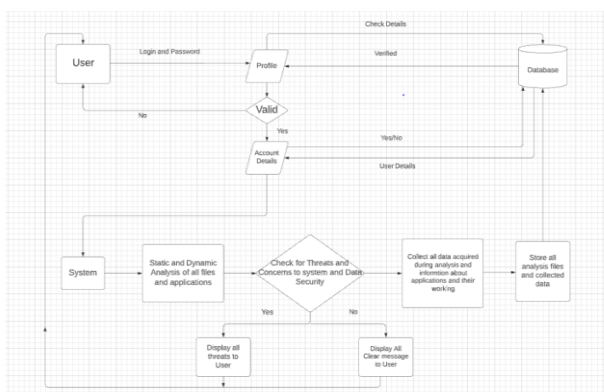 Check Details
User
Login and Password
Profile
Verified
Database
Valid
No
Yes
Account
Details
Yes/No
User Details
System
Static and Dynamic
Analysis of all files
and applications
Check for Threats and
Concerns to system and Data
Security
Collect all data acquired
during analysis and
information about
applications and their
working
Store all
analysis files
and collected
data
Yes
No
Display all
threats to
User
Display All
Clear message
to User